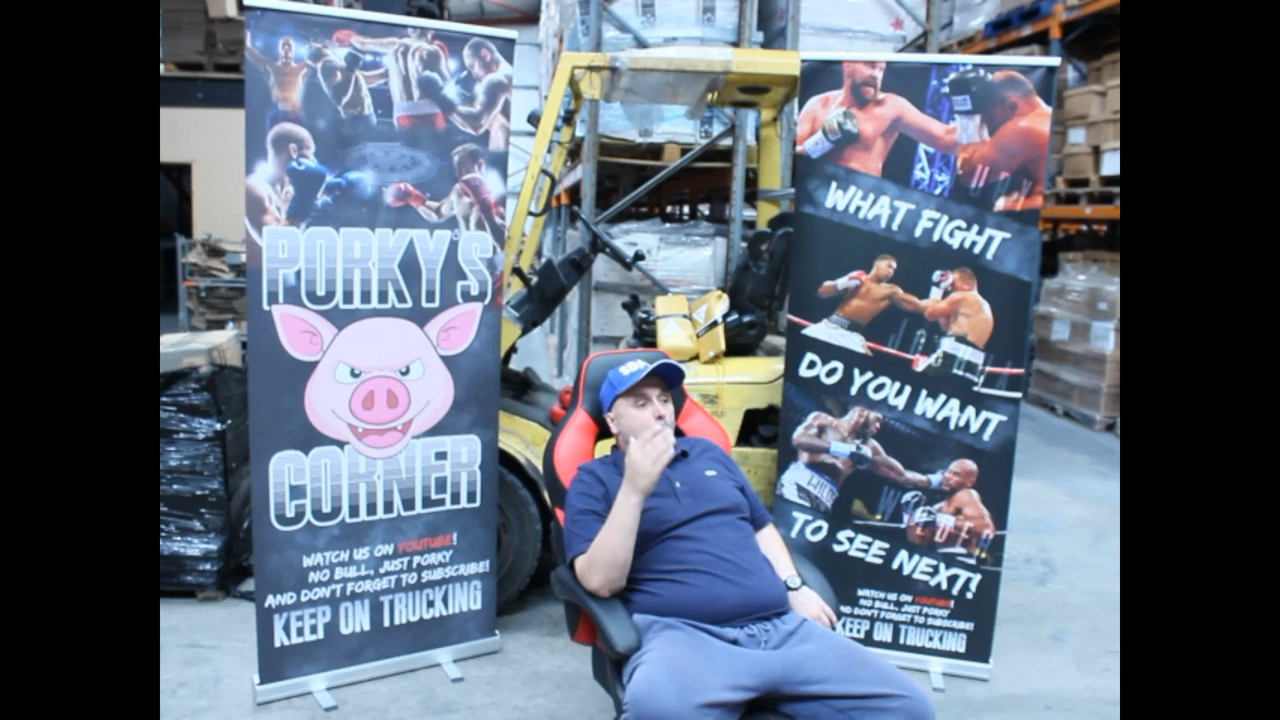 PORKY'S
CORNER
WATCH US ON YOUTUBE!
NO BULL, JUST PORKY
AND DON'T FORGET TO SUBSCRIBE!
KEEP ON TRUCKING
WHAT FIGHT
DO YOU WANT
TO SEE NEXT!
WATCH US ON YOUTUBE!
NO BULL, JUST PORKY
AND DON'T FORGET TO SUBSCRIBE!
KEEP ON TRUCKING